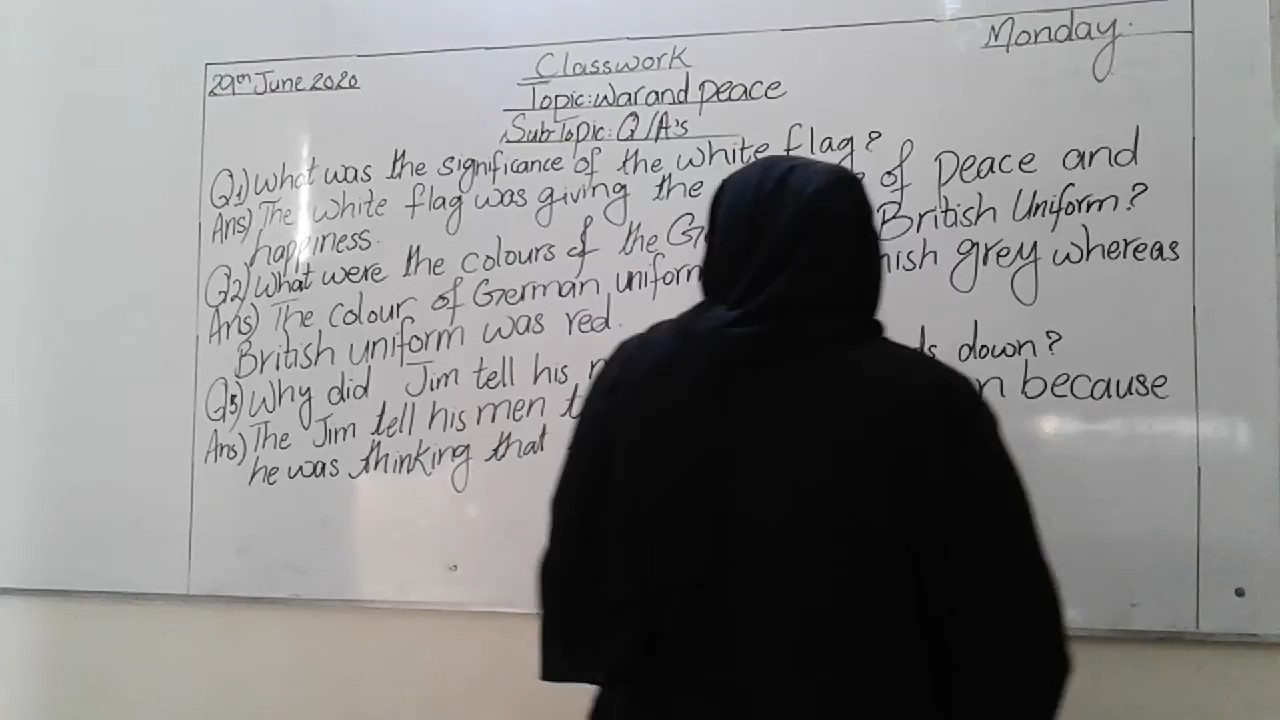 Monday.
29th June 2020
Classwork
Topic: war and peace
Sub-Topic: Q/A's
Q1) What was the significance of the white flag?
Ans) The white flag was giving the of peace and
happiness.
Q2) What were the colours of the British Uniform?
Ans) The colour of German uniform grey whereas
British uniform was red.
Q3) Why did Jim tell his down?
Ans) The Jim tell his men because
he was thinking that